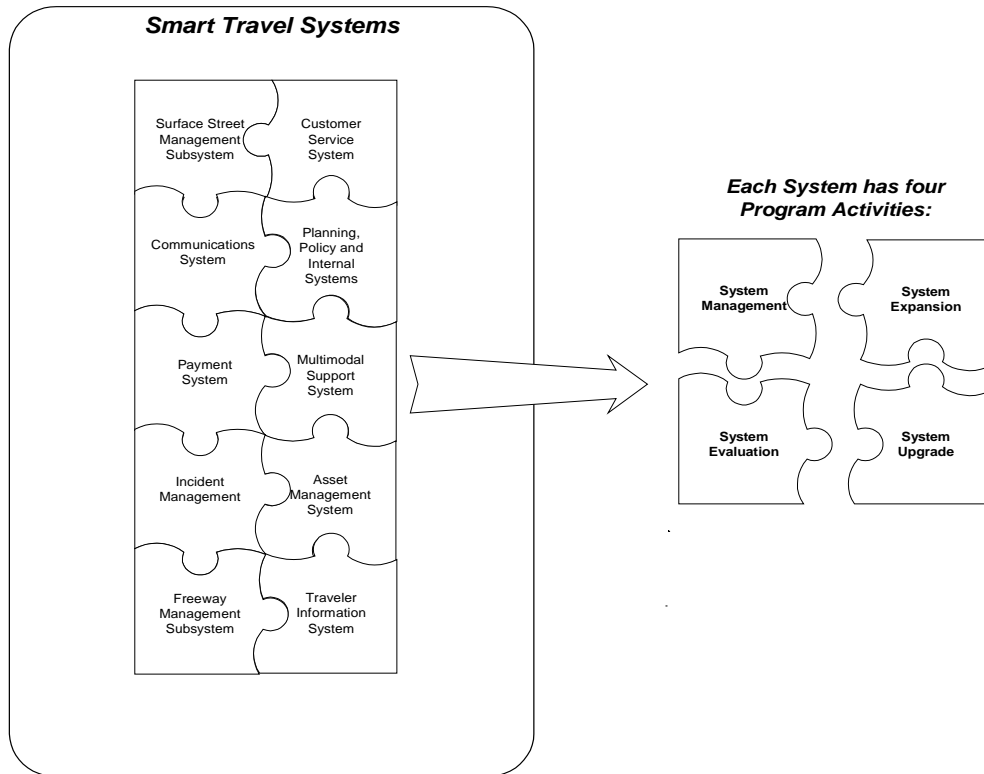 Smart Travel Systems
Surface Street
Management
Subsystem
Customer
Service
System
Communications
System
Planning,
Policy and
Internal
Systems
Payment
System
Multimodal
Support
System
Incident
Management
Asset
Management
System
Freeway
Management
Subsystem
Traveler
Information
System
Each System has four
Program Activities:
System
Management
System
Expansion
System
Evaluation
System
Upgrade